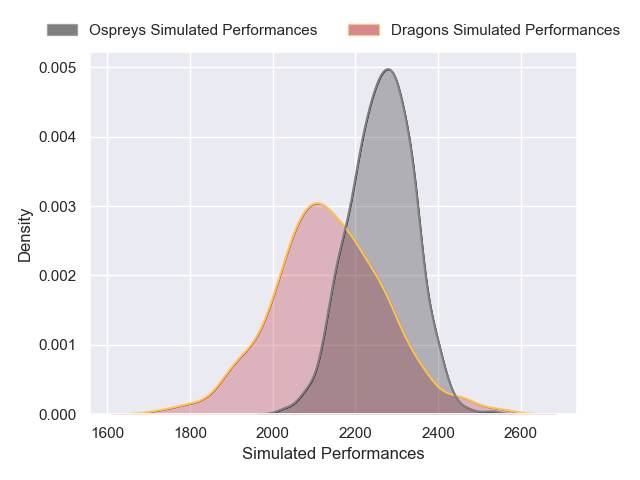 Ospreys Simulated Performances Dragons Simulated Performances
0.005
0.004
0.003
0.002
0.001
0.000
Density
1600 1800 2000 2200 2400 2600
Simulated Performances